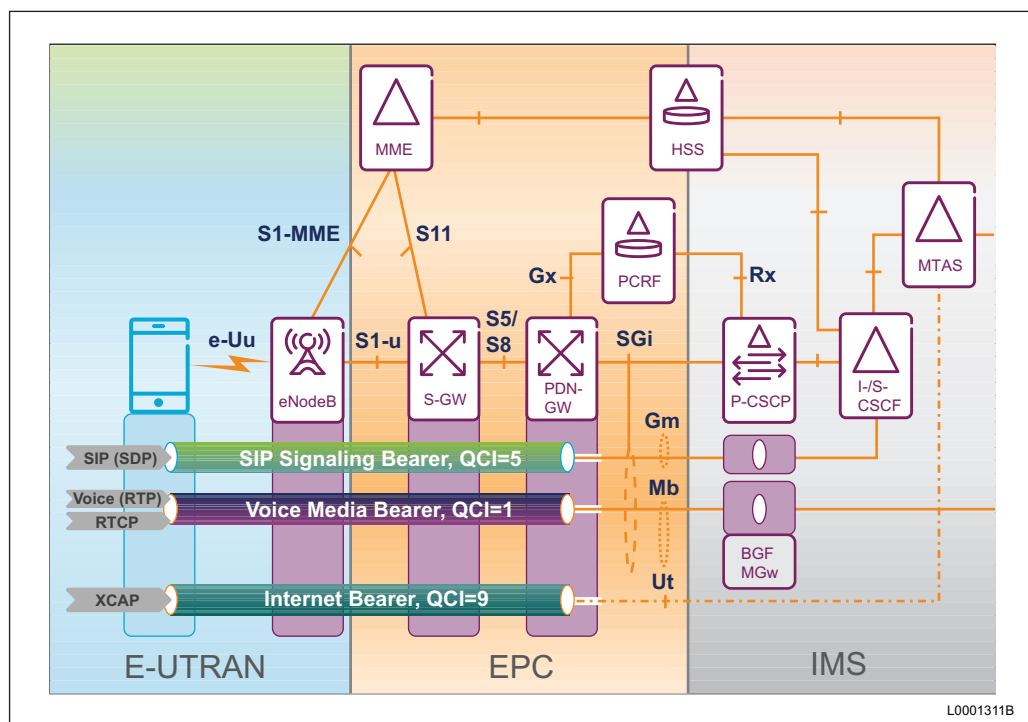 MME
HSS
S1-MME
S11
MTAS
Gx
PCRF
Rx
e-Uu
S1-u
S5/
S8
SGi
eNodeB
S-GW
PDN-
GW
P-CSCP
I-/S-
CSCF
Gm
SIP (SDP)
SIP Signaling Bearer, QCI=5
Mb
Voice (RTP)
RTCP
Voice Media Bearer, QCI=1
BGF
MGw
Ut
XCAP
Internet Bearer, QCI=9
E-UTRAN
EPC
IMS
L0001311B